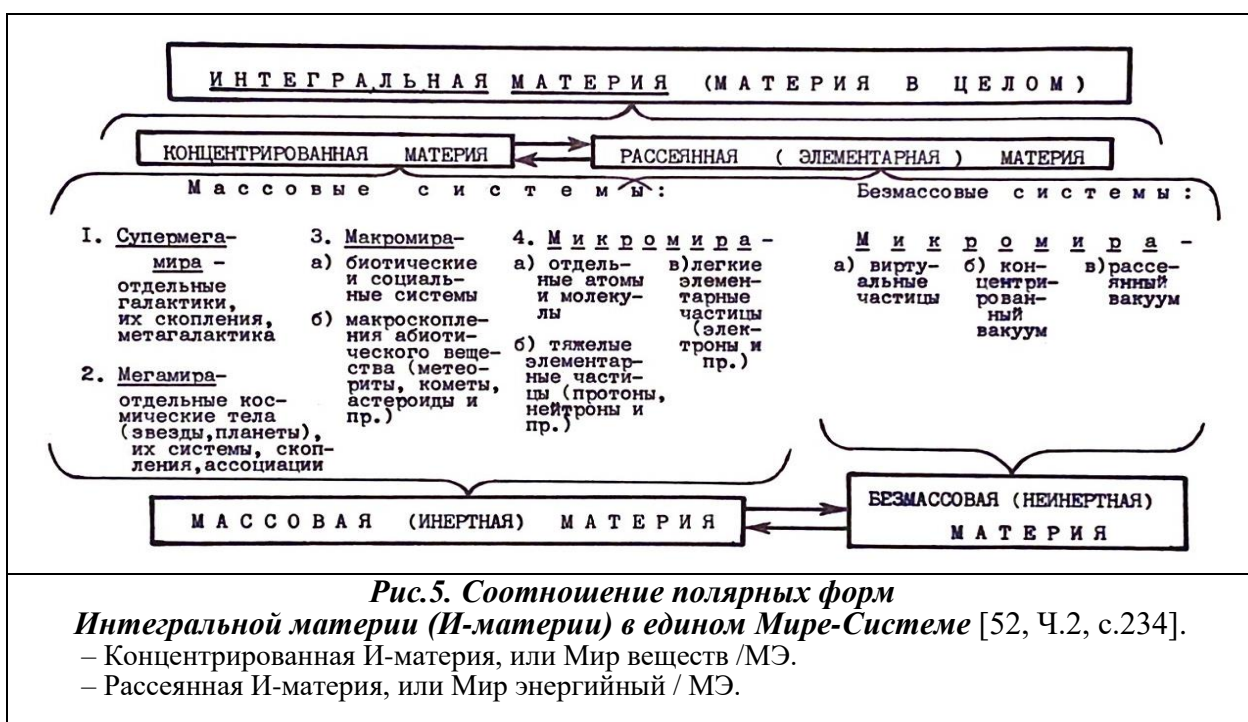 ИНТЕГРАЛЬНАЯ МАТЕРИЯ (МАТЕРИЯ В ЦЕЛОМ)
КОНЦЕНТРИРОВАННАЯ МАТЕРИЯ
РАССЕЯННАЯ (ЭЛЕМЕНТАРНАЯ) МАТЕРИЯ
Массовые системы:
Безмассовые системы:
1. Супермега-
мира -
отдельные
галактики,
их скопления,
метагалактика
2. Мегамира-
отдельные кос-
мические тела
(звезды,планеты),
их системы, скоп-
ления,ассоциации
3. Макромира-
а) биотические
и социаль-
ные системы
б) макроскопле-
ния абиоти-
ческого веще-
ства (метео-
риты, кометы,
астероиды и
пр.)
4. Микромира-
а) отдель-
ные атомы
и молеку-
лы
б) тяжелые
элементар-
ные части-
цы (протоны,
нейтроны и
пр.)
в)легкие
элемен-
тарные
частицы
(элек-
троны и
пр.)
Микромира-
а) вирту-
альные
частицы
б) кон-
центри-
рован-
ный
вакуум
в)рассе-
янный
вакуум
МАССОВАЯ (ИНЕРТНАЯ) МАТЕРИЯ
БЕЗМАССОВАЯ (НЕИНЕРТНАЯ)
МАТЕРИЯ
Рис.5. Соотношение полярных форм
Интегральной материи (И-материи) в едином Мире-Системе [52, Ч.2, с.234].
– Концентрированная И-материя, или Мир веществ /МЭ.
– Рассеянная И-материя, или Мир энергийный / МЭ.